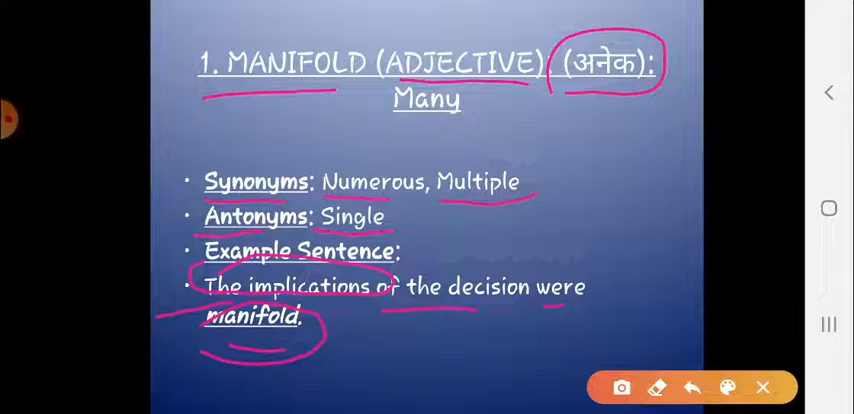 1. MANIFOLD (ADJECTIVE) (अनेक):
Many
• Synonyms: Numerous, Multiple
• Antonyms: Single
• Example Sentence:
• The implications of the decision were
manifold.